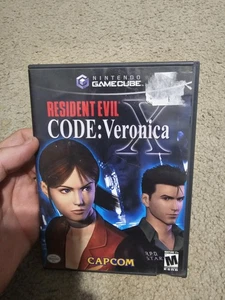 NINTENDO
GAMECUBE
RESIDENT EVIL
CODE: Veronica
X
CAPCOM
M